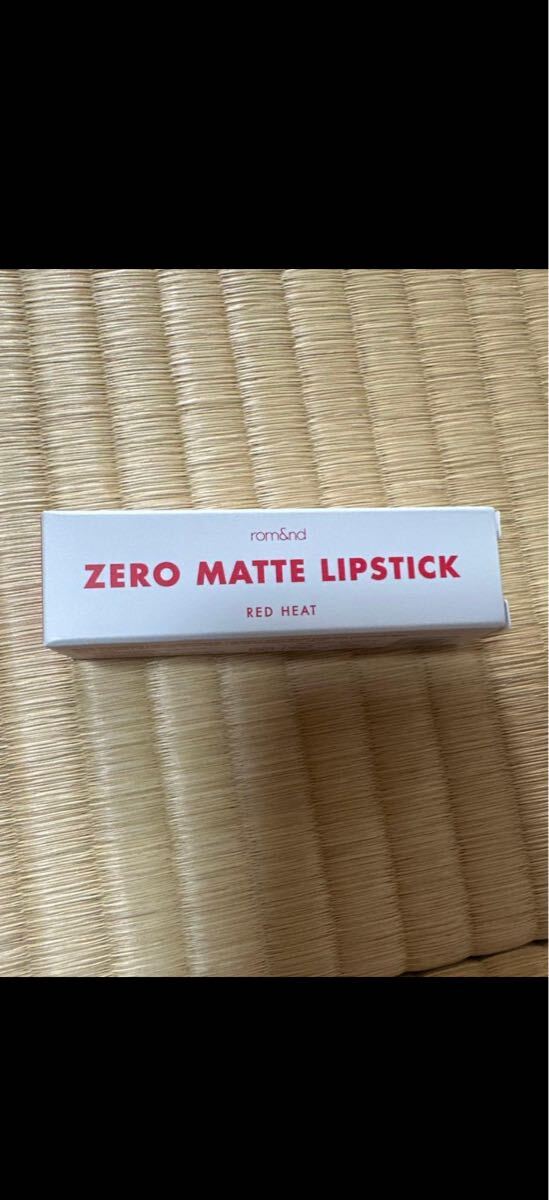 rom&nd
ZERO MATTE LIPSTICK
RED HEAT